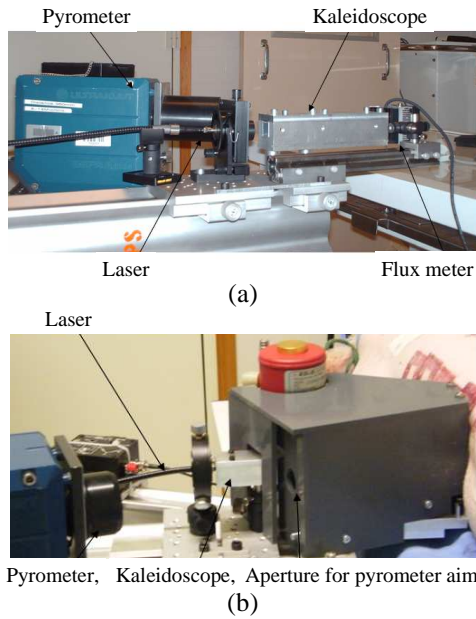 Pyrometer
Kaleidoscope
Laser
Flux meter
(a)
Laser
Pyrometer, Kaleidoscope, Aperture for pyrometer aim
(b)